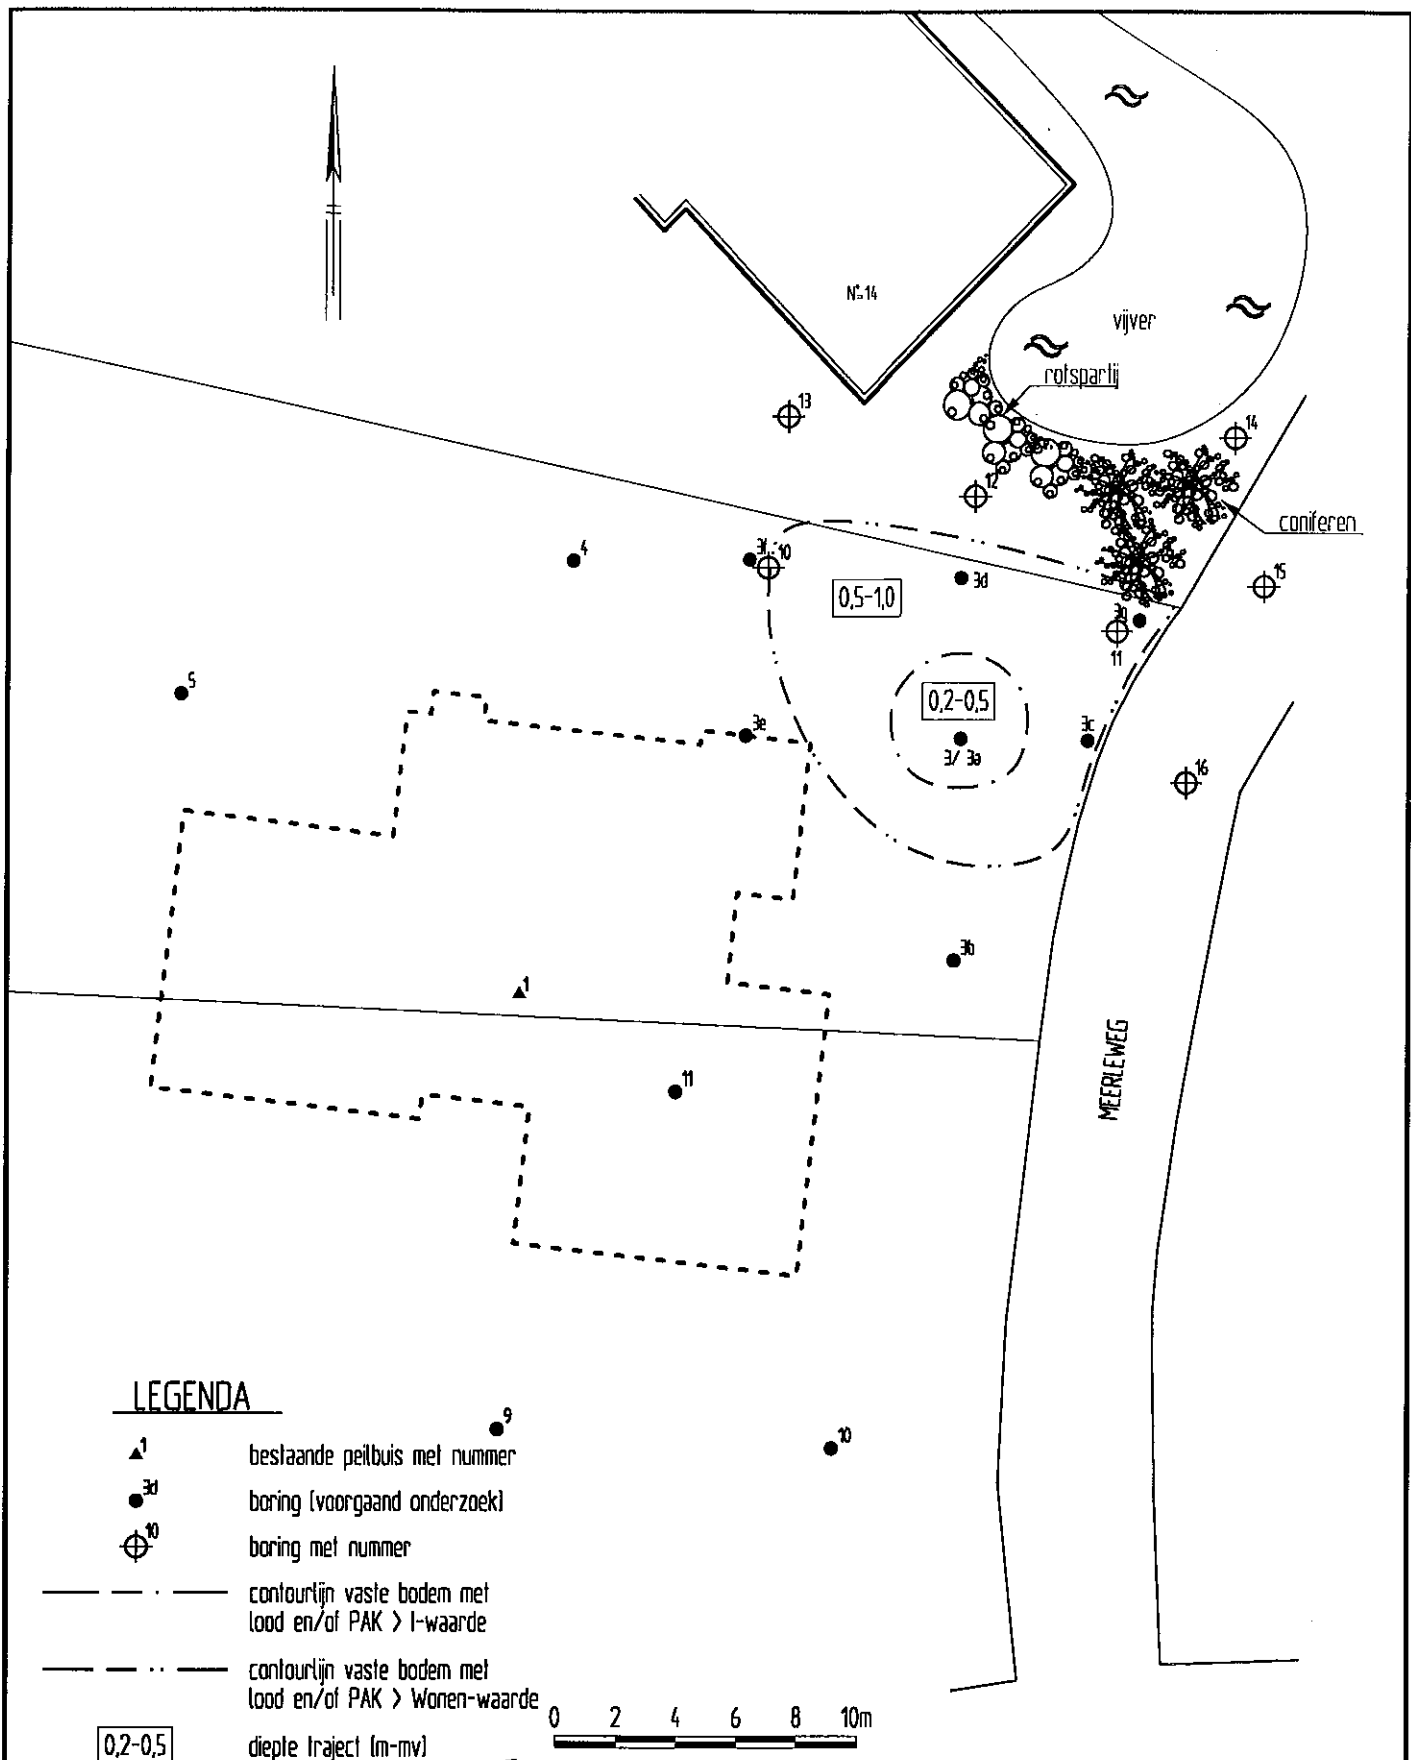 N° 14
vijver
rotspartij
13
14
12
coniferen
4
3f
10
3d
15
0,5-1,0
3g
11
5
0,2-0,5
3e
3c
3/ 3a
16
3b
1
MEERLEWEG
11
LEGENDA
9
10
1 bestaande peilbuis met nummer
3d boring (voorgaand onderzoek)
10 boring met nummer
contourlijn vaste bodem met
lood en/of PAK > I-waarde
contourlijn vaste bodem met
lood en/of PAK > Wonen-waarde
0 2 4 6 8 10m
0,2-0,5 diepte traject (m-mv)